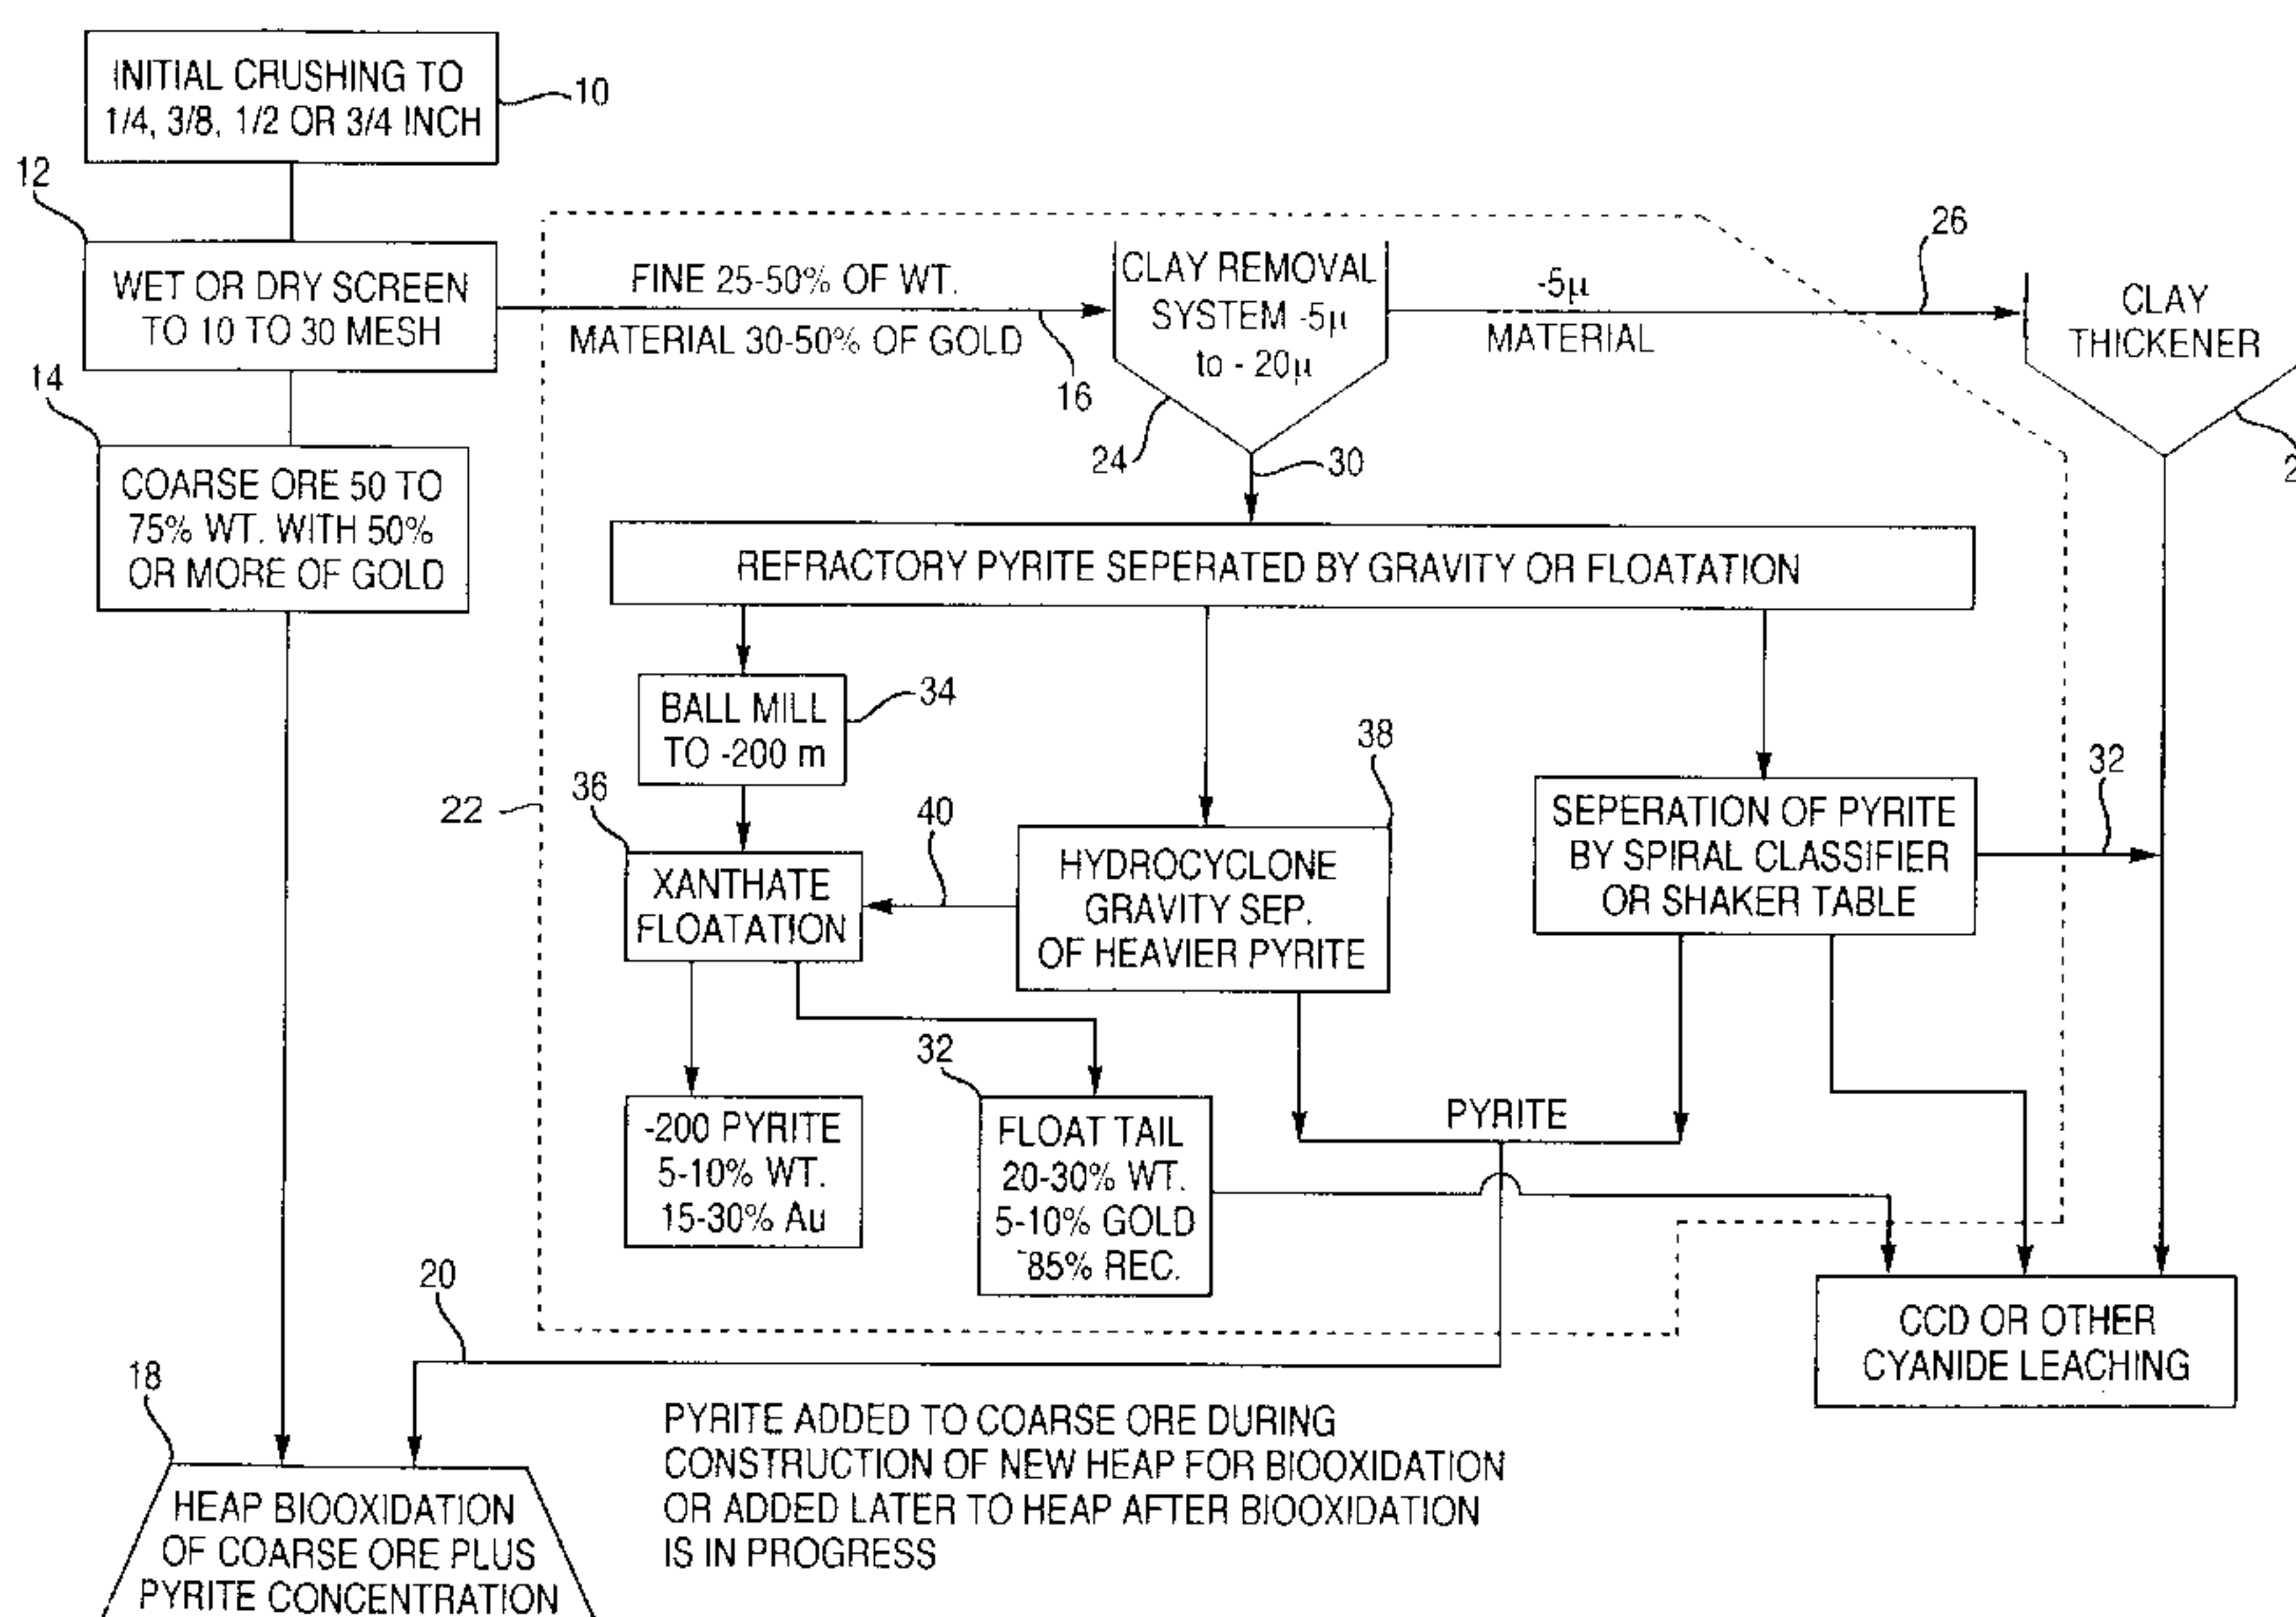 INITIAL CRUSHING TO
1/4, 3/8, 1/2 OR 3/4 INCH
10
12
WET OR DRY SCREEN
TO 10 TO 30 MESH
14
COARSE ORE 50 TO
75% WT. WITH 50%
OR MORE OF GOLD
FINE 25-50% OF WT.
MATERIAL 30-50% OF GOLD
16
CLAY REMOVAL
SYSTEM -5µ
to - 20µ
24
-5µ
MATERIAL
26
CLAY
THICKENER
30
REFRACTORY PYRITE SEPERATED BY GRAVITY OR FLOATATION
BALL MILL
TO -200 m
34
22
36
XANTHATE
FLOATATION
40
38
HYDROCYCLONE
GRAVITY SEP.
OF HEAVIER PYRITE
SEPERATION OF PYRITE
BY SPIRAL CLASSIFIER
OR SHAKER TABLE
32
-200 PYRITE
5-10% WT.
15-30% Au
32
FLOAT TAIL
20-30% WT.
5-10% GOLD
~85% REC.
PYRITE
CCD OR OTHER
CYANIDE LEACHING
20
18
HEAP BIOOXIDATION
OF COARSE ORE PLUS
PYRITE CONCENTRATION
PYRITE ADDED TO COARSE ORE DURING
CONSTRUCTION OF NEW HEAP FOR BIOOXIDATION
OR ADDED LATER TO HEAP AFTER BIOOXIDATION
IS IN PROGRESS